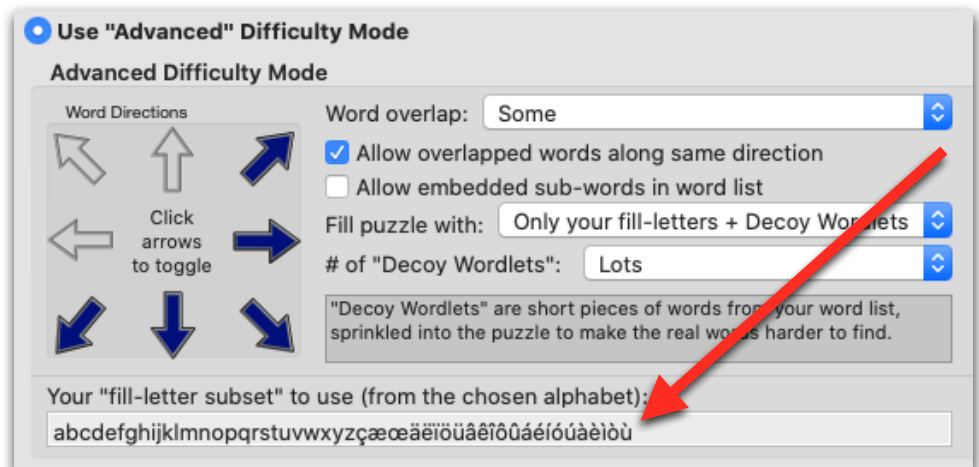 Use "Advanced" Difficulty Mode
Advanced Difficulty Mode
Word Directions
Click
arrows
to toggle
Word overlap: Some
Allow overlapped words along same direction
Allow embedded sub-words in word list
Fill puzzle with: Only your fill-letters + Decoy Wordlets
# of "Decoy Wordlets": Lots
"Decoy Wordlets" are short pieces of words from your word list,
sprinkled into the puzzle to make the real words harder to find.
Your "fill-letter subset" to use (from the chosen alphabet):
abcdefghijklmnopqrstuvwxyzçæœäëïöüâêîôûáéíóúàèìòù